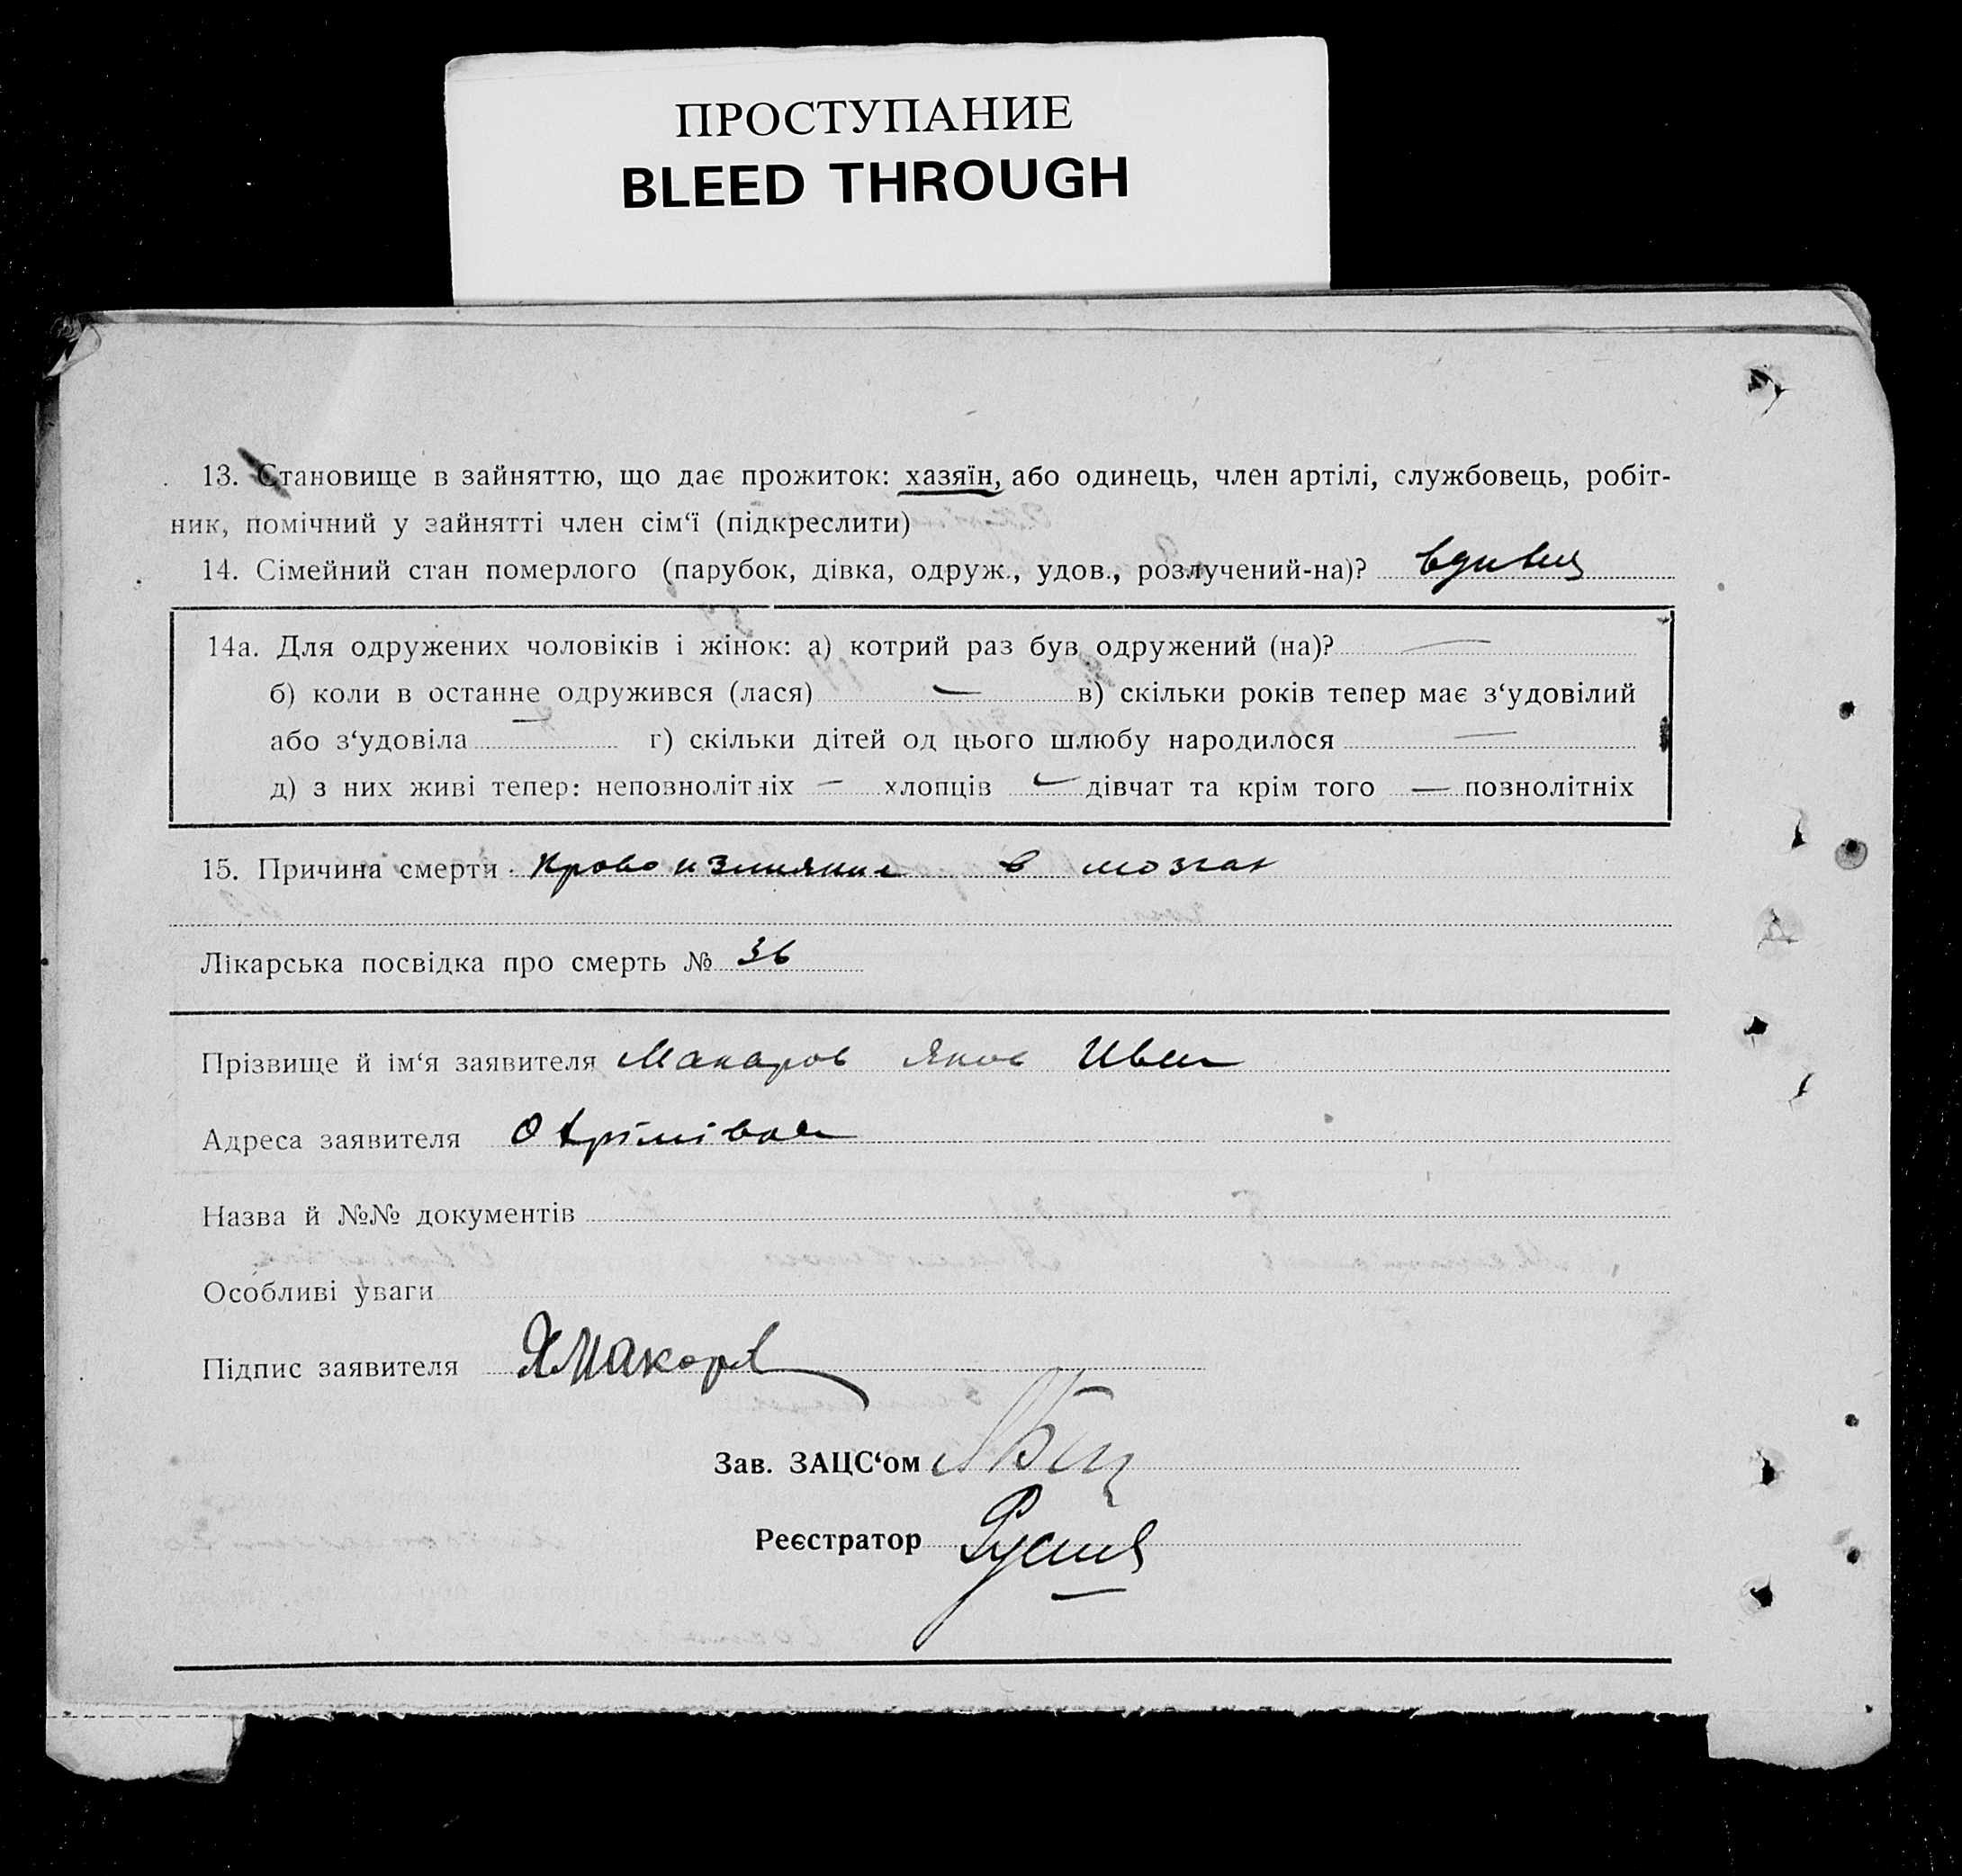 ПРОСТУПАНИЕ
BLEED THROUGH
13. Становище в зайняттю, що дає прожиток: хазяїн, або одинець, член артілі, службовець, робіт-
ник, помічний у зайнятті член сім‘ї (підкреслити)
14. Сімейний стан померлого (парубок, дівка, одруж., удов., розлучений-на)?
14а. Для одружених чоловіків і жінок: а) котрий раз був одружений (на)? —
б) коли в останнє одружився (лася) — в) скільки років тепер має з‘удовілий
або з‘удовіла — г) скільки дітей од цього шлюбу народилося —
д) з них живі тепер: неповнолітніх — хлопців — дівчат та крім того — повнолітніх
15. Причина смерти Кровоизлияние в мозгах
Лікарська посвідка про смерть № 36
Прізвище й ім‘я заявителя Макаров Яков Иван
Адреса заявителя
Назва й №№ документів
Особливі уваги
Підпис заявителя ЯМакаров
Зав. ЗАЦС‘ом
Реєстратор